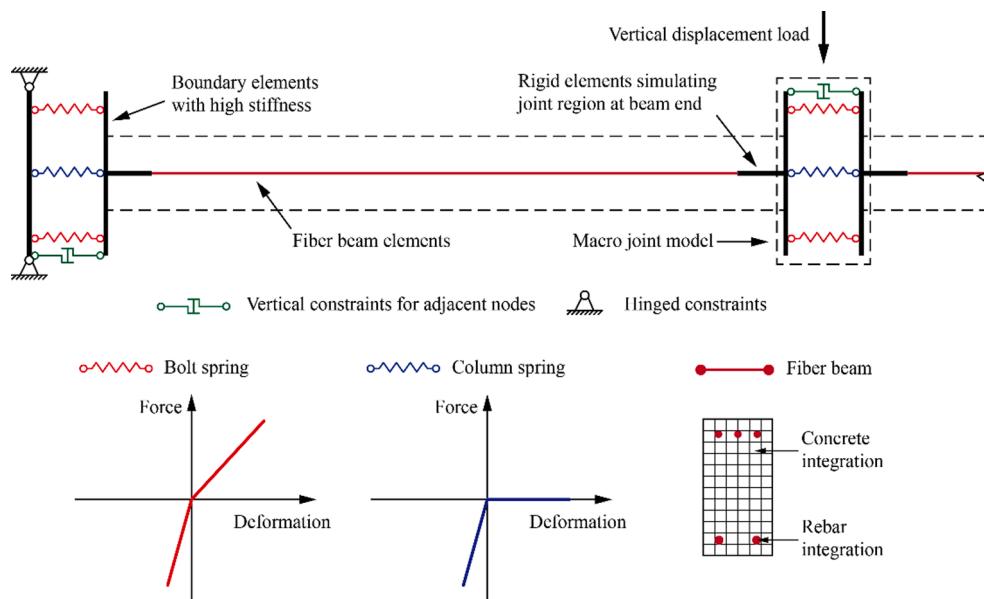 Vertical displacement load
Boundary elements
with high stiffness
Rigid elements simulating
joint region at beam end
Fiber beam elements
Macro joint model
Vertical constraints for adjacent nodes
Hinged constraints
Bolt spring
Column spring
Fiber beam
Force
Deformation
Force
Deformation
Concrete
integration
Rebar
integration